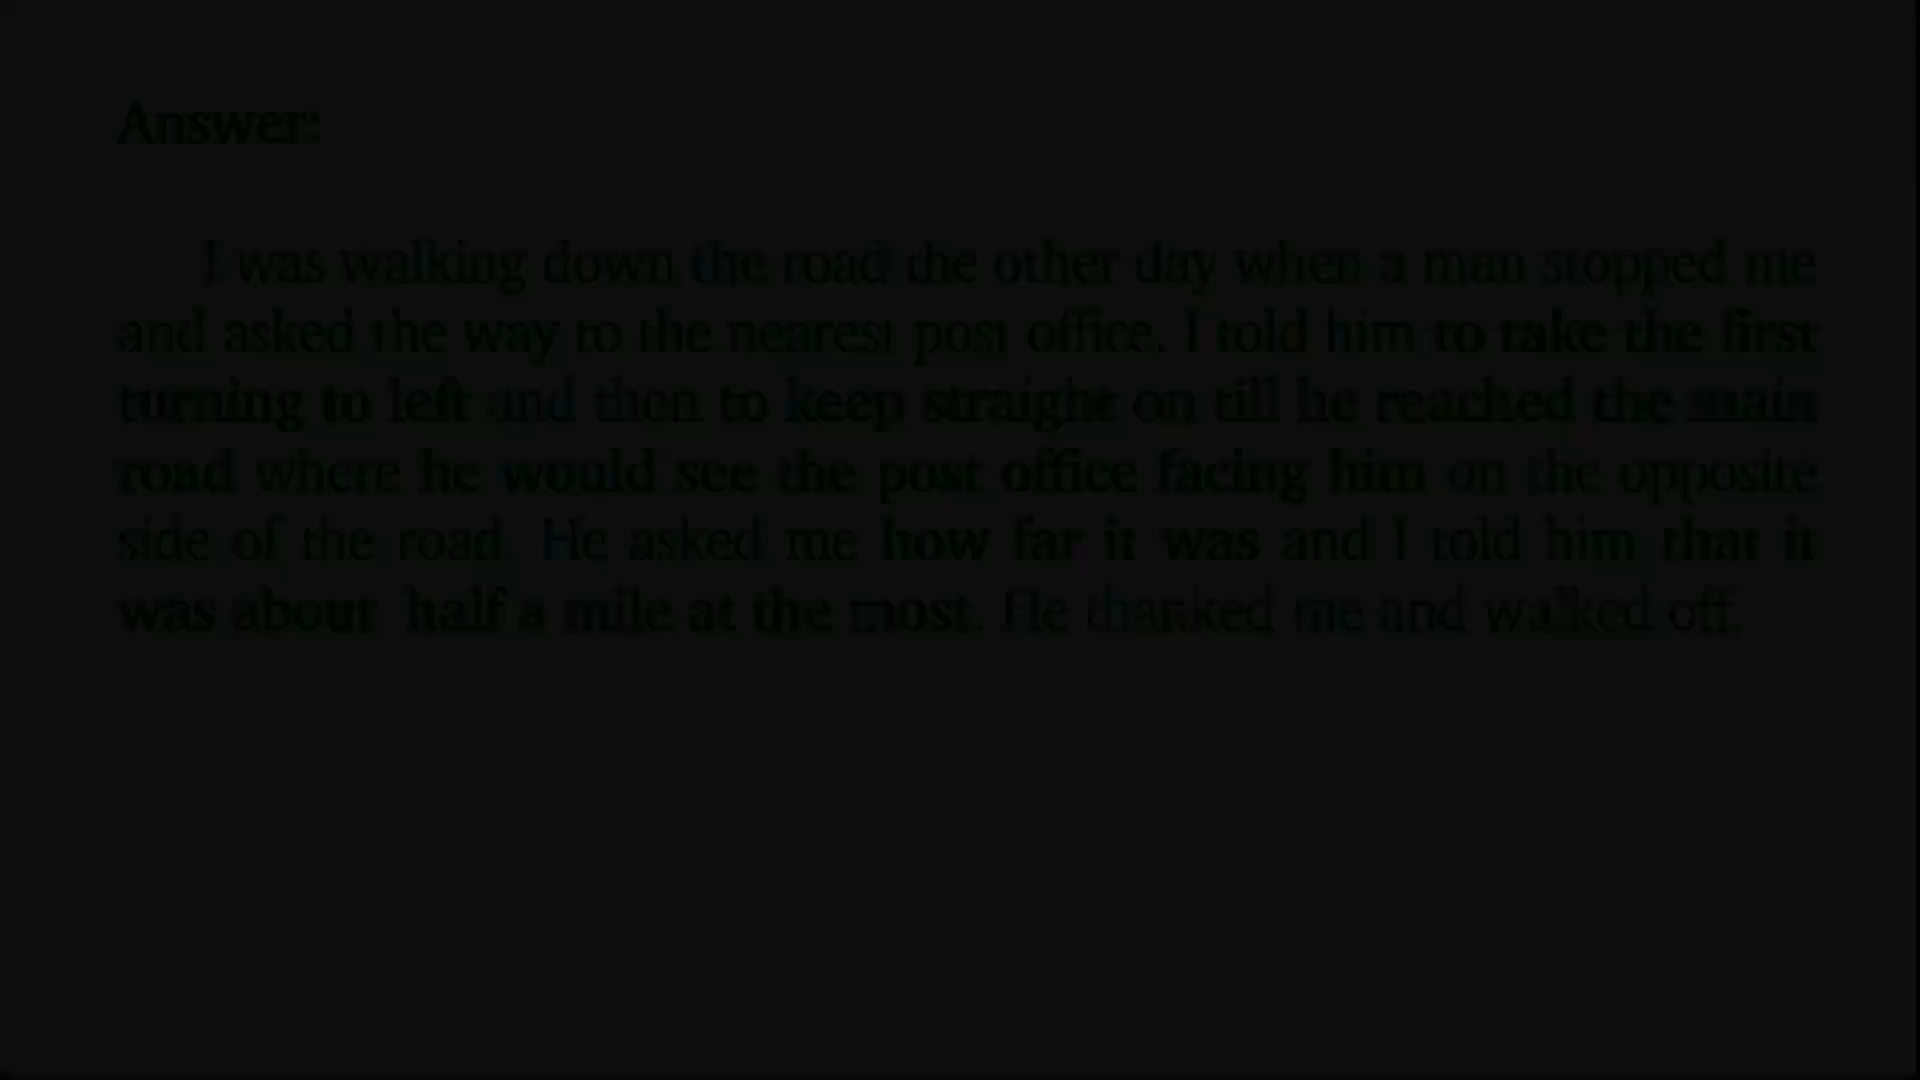 Answer:
I was walking down the road the other day when a man stopped me
and asked the way to the nearest post office. I told him to take the first
turning to left and then to keep straight on till he reached the main
road where he would see the post office facing him on the opposite
side of the road. He asked me how far it was and I told him that it
was about half a mile at the most. He thanked me and walked off.